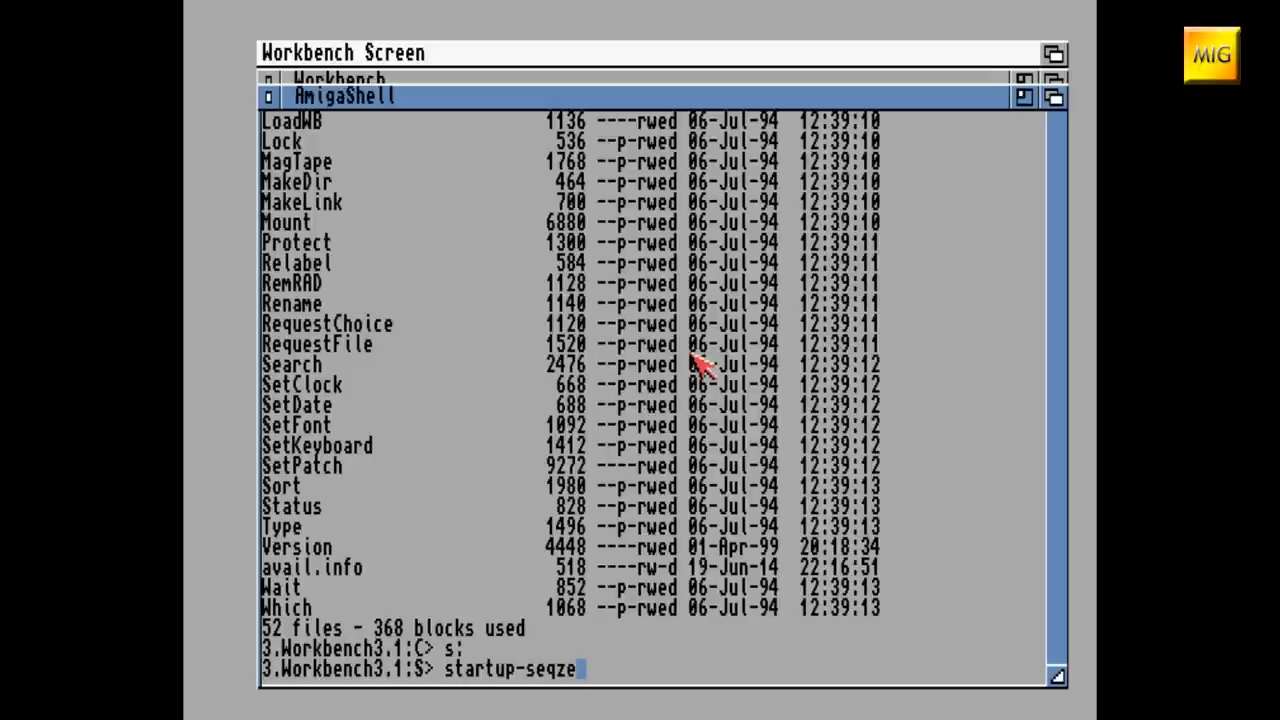 MIG
Workbench Screen
Workbench
AmigaShell
LoadWB 1136 ----rwed 06-Jul-94 12:39:10
Lock 536 --p-rwed 06-Jul-94 12:39:10
MagTape 1768 --p-rwed 06-Jul-94 12:39:10
MakeDir 464 --p-rwed 06-Jul-94 12:39:10
MakeLink 700 --p-rwed 06-Jul-94 12:39:10
Mount 6880 --p-rwed 06-Jul-94 12:39:10
Protect 1300 --p-rwed 06-Jul-94 12:39:11
Relabel 584 --p-rwed 06-Jul-94 12:39:11
RemRAD 1128 --p-rwed 06-Jul-94 12:39:11
Rename 1140 --p-rwed 06-Jul-94 12:39:11
RequestChoice 1120 --p-rwed 06-Jul-94 12:39:11
RequestFile 1520 --p-rwed 06-Jul-94 12:39:11
Search 2476 --p-rwed 06-Jul-94 12:39:12
SetClock 668 --p-rwed 06-Jul-94 12:39:12
SetDate 688 --p-rwed 06-Jul-94 12:39:12
SetFont 1092 --p-rwed 06-Jul-94 12:39:12
SetKeyboard 1412 --p-rwed 06-Jul-94 12:39:12
SetPatch 9272 ----rwed 06-Jul-94 12:39:12
Sort 1980 --p-rwed 06-Jul-94 12:39:13
Status 828 --p-rwed 06-Jul-94 12:39:13
Type 1496 --p-rwed 06-Jul-94 12:39:13
Version 4448 ----rwed 01-Apr-99 20:18:34
avail.info 518 ----rw-d 19-Jun-14 22:16:51
Wait 852 --p-rwed 06-Jul-94 12:39:13
Which 1068 --p-rwed 06-Jul-94 12:39:13
52 files - 368 blocks used
3.Workbench3.1:C> s:
3.Workbench3.1:S> startup-seqze